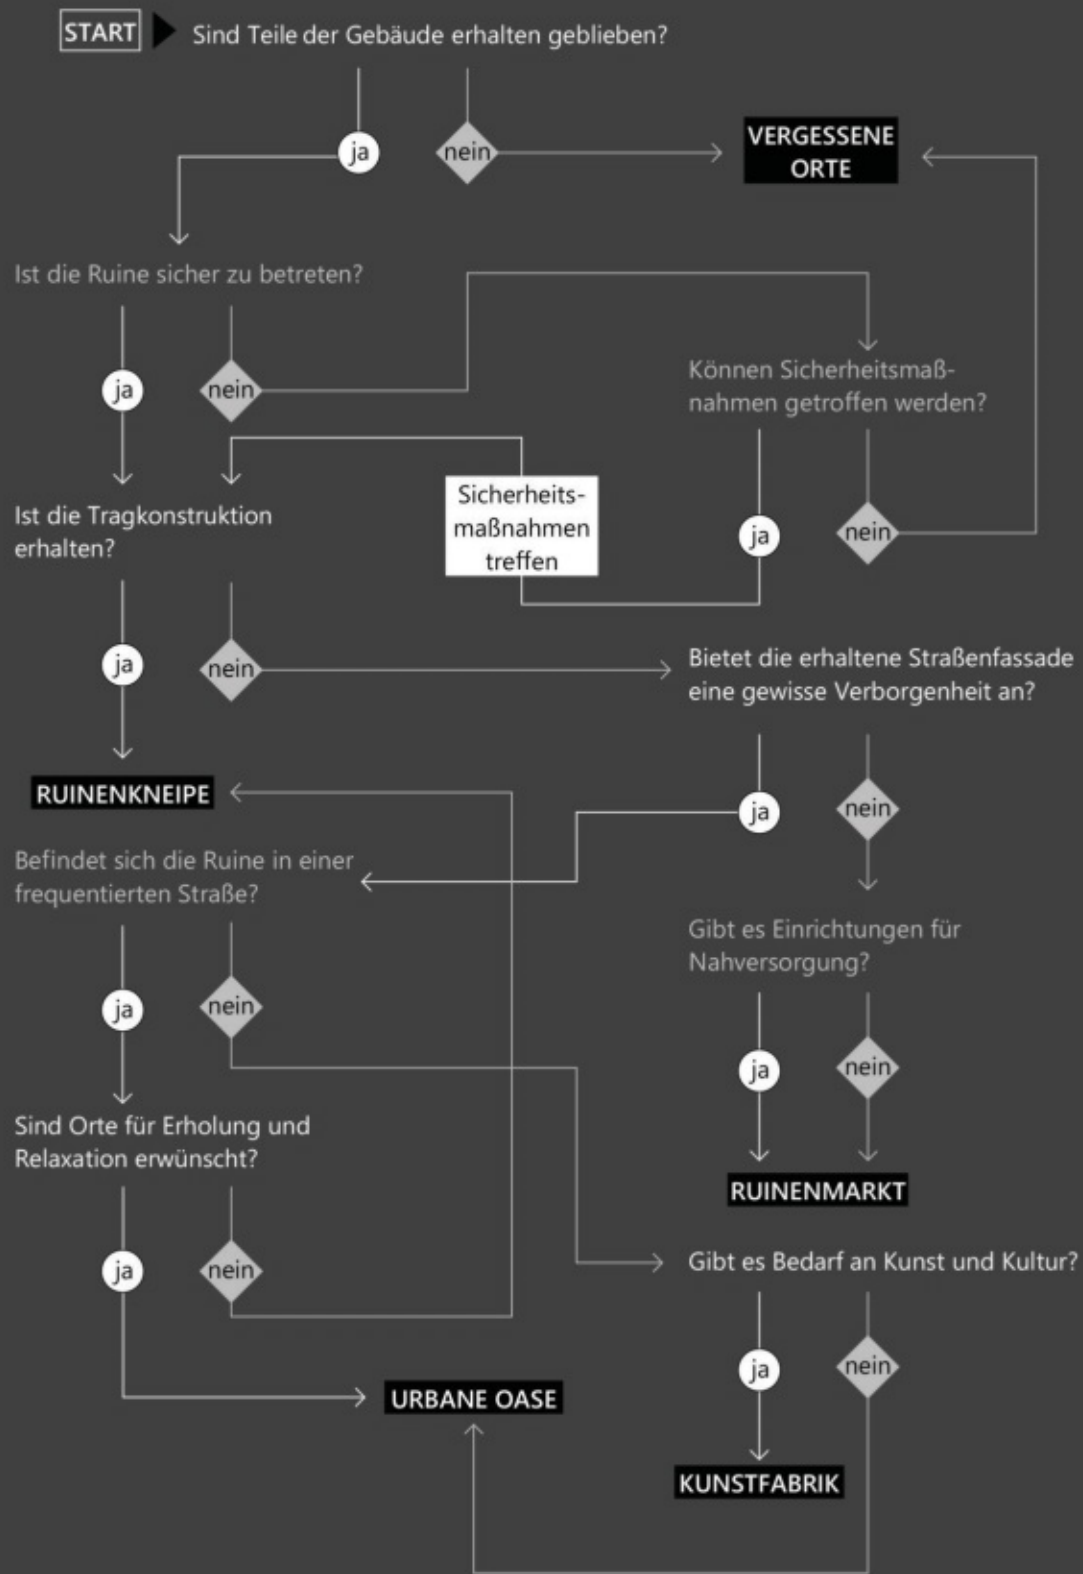 START
Sind Teile der Gebäude erhalten geblieben?
ja
nein
VERGESSENE
ORTE
Ist die Ruine sicher zu betreten?
ja
nein
Können Sicherheitsmaß-
nahmen getroffen werden?
Sicherheits-
maßnahmen
treffen
ja
nein
Ist die Tragkonstruktion
erhalten?
ja
nein
Bietet die erhaltene Straßenfassade
eine gewisse Verborgenheit an?
RUINENKNEIPE
ja
nein
Befindet sich die Ruine in einer
frequentierten Straße?
ja
nein
Gibt es Einrichtungen für
Nahversorgung?
ja
nein
Sind Orte für Erholung und
Relaxation erwünscht?
RUINENMARKT
ja
nein
Gibt es Bedarf an Kunst und Kultur?
ja
nein
URBANE OASE
KUNSTFABRIK